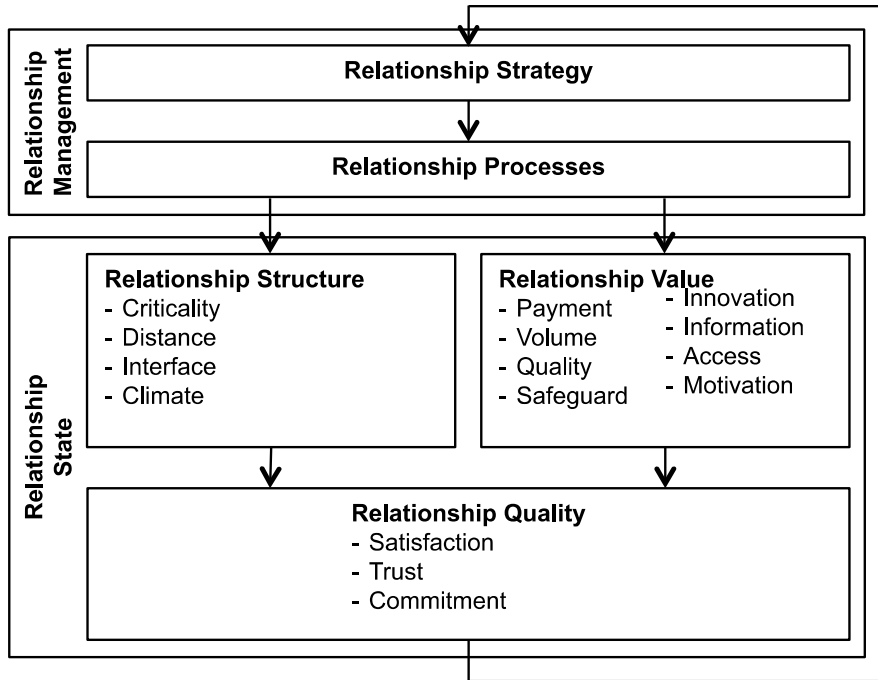 Relationship
Management
Relationship Strategy
Relationship Processes
Relationship
State
Relationship Structure
- Criticality
- Distance
- Interface
- Climate
Relationship Value
- Payment
- Volume
- Quality
- Safeguard
- Innovation
- Information
- Access
- Motivation
Relationship Quality
- Satisfaction
- Trust
- Commitment